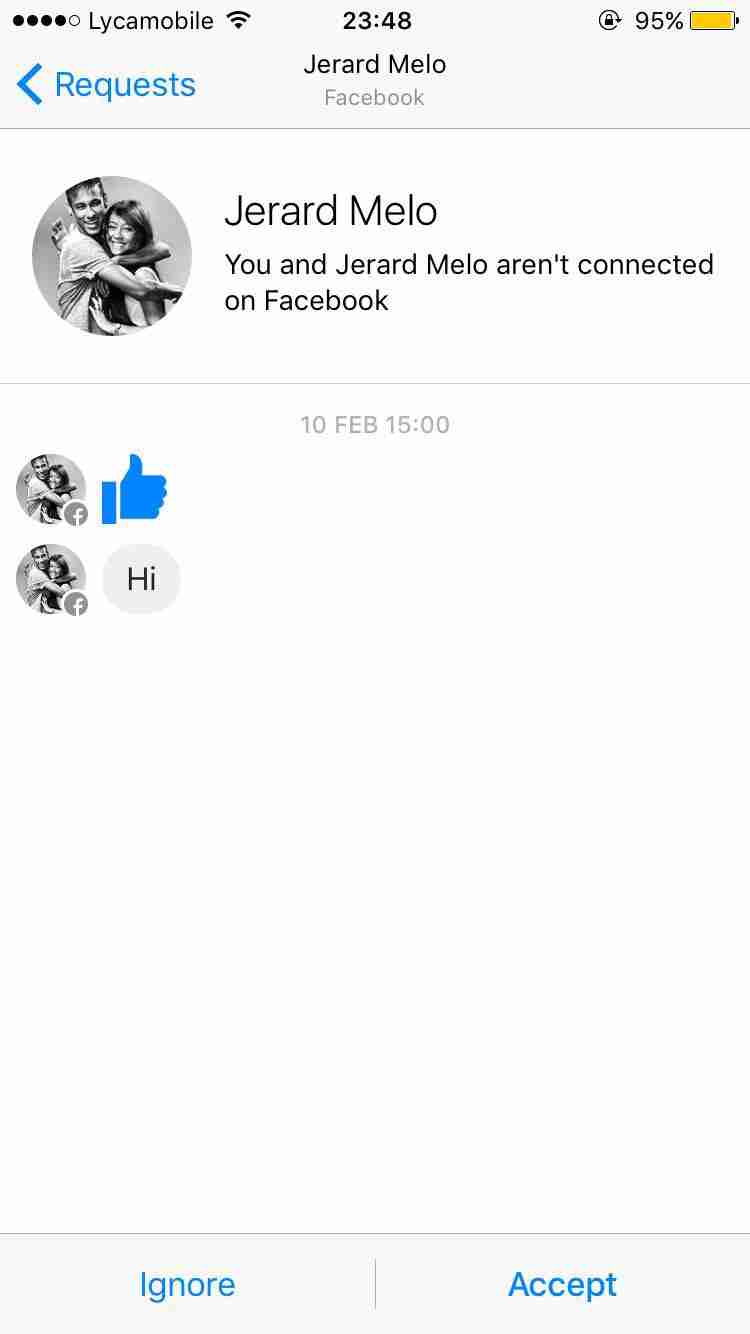 Lycamobile 23:48 95%
Requests
Jerard Melo
Facebook
Jerard Melo
You and Jerard Melo aren't connected
on Facebook
10 FEB 15:00
Hi
Ignore
Accept